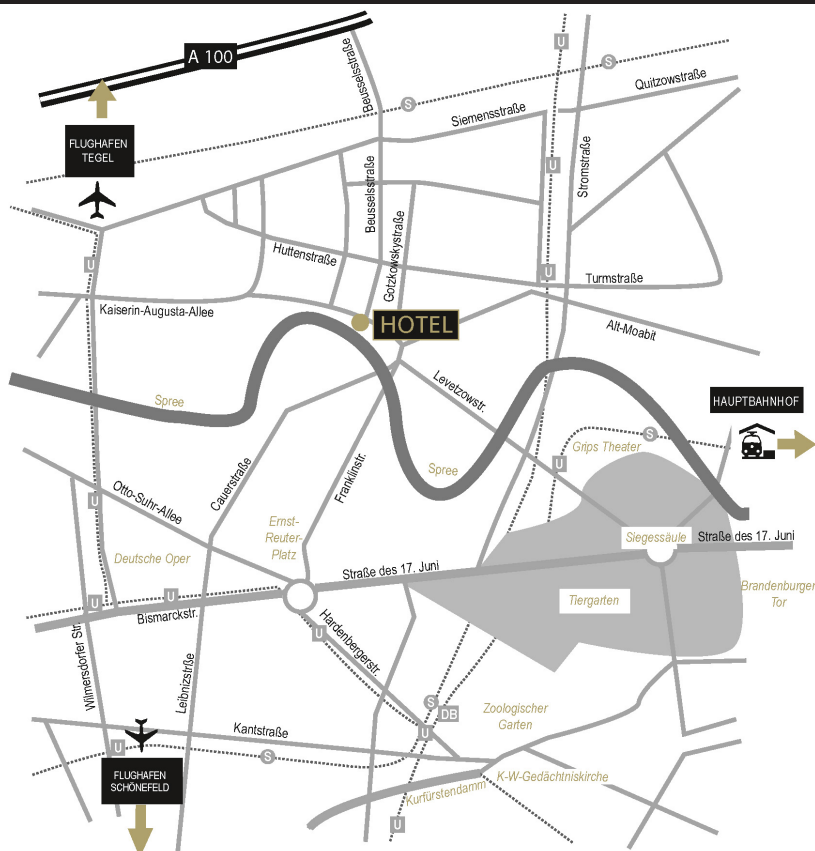 A 100
Beusselsstraße
U
S
S
Quitzowstraße
Siemensstraße
FLUGHAFEN
TEGEL
U
Stromstraße
Beusselsstraße
Gotzkowskystraße
Huttenstraße
U
U
Turmstraße
Kaiserin-Augusta-Allee
HOTEL
Alt-Moabit
Levetzowstr.
Spree
HAUPTBAHNHOF
S
Grips Theater
U
Spree
Cauerstraße
Franklinstr.
Otto-Suhr-Allee
U
Ernst-
Reuter-
Platz
Siegessäule
Straße des 17. Juni
Deutsche Oper
Straße des 17. Juni
Brandenburger
Tor
Tiergarten
U
U
Bismarckstr.
Wilmersdorfer Str.
Leibnizstrße
Hardenbergerstr.
U
S
DB
Zoologischer
Garten
Kantstraße
U
U
S
FLUGHAFEN
SCHÖNEFELD
K-W-Gedächtniskirche
Kurfürstendamm
U